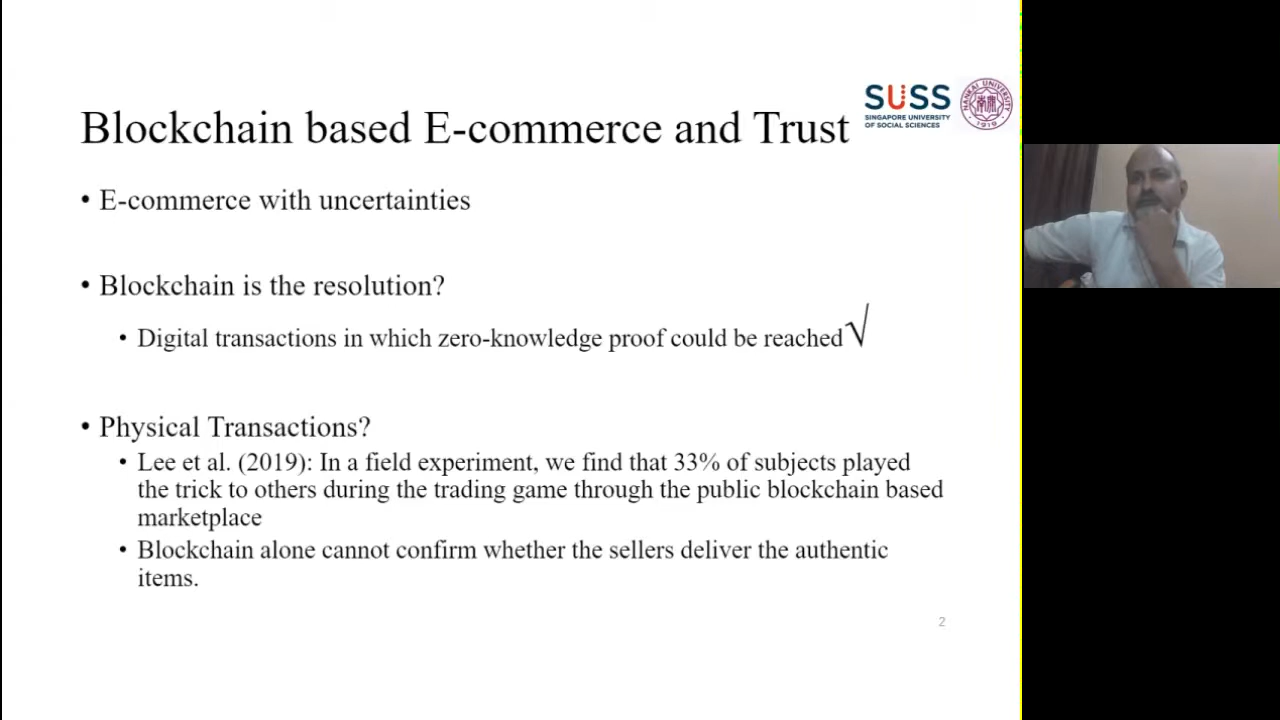 Blockchain based E-commerce and Trust
SUSS
SINGAPORE UNIVERSITY
OF SOCIAL SCIENCES
NANKAI UNIVERSITY
1919
• E-commerce with uncertainties
• Blockchain is the resolution?
• Digital transactions in which zero-knowledge proof could be reached √
• Physical Transactions?
• Lee et al. (2019): In a field experiment, we find that 33% of subjects played
the trick to others during the trading game through the public blockchain based
marketplace
• Blockchain alone cannot confirm whether the sellers deliver the authentic
items.
2